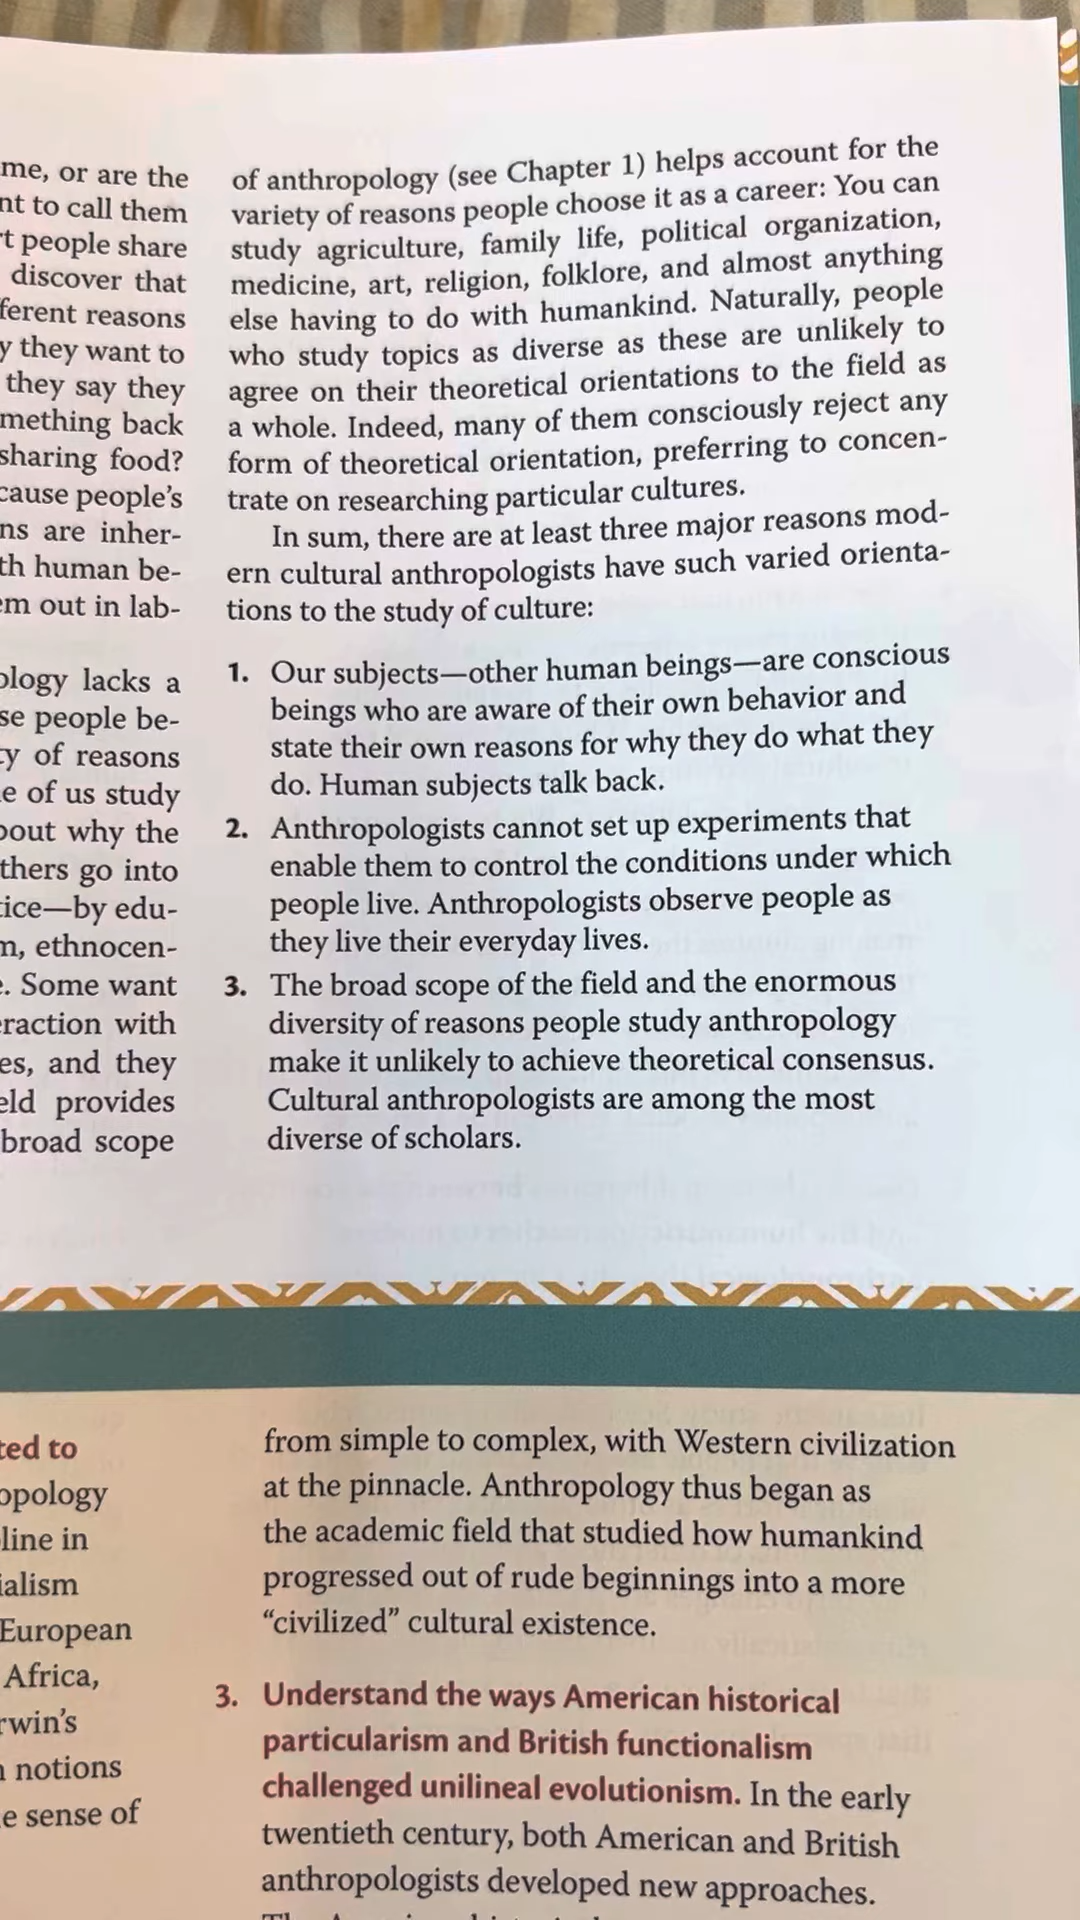 me, or are the
nt to call them
t people share
discover that
ferent reasons
y they want to
they say they
mething back
sharing food?
cause people's
ns are inher-
th human be-
em out in lab-
ology lacks a
se people be-
ty of reasons
e of us study
bout why the
thers go into
tice—by edu-
m, ethnocen-
e. Some want
eraction with
es, and they
eld provides
broad scope
of anthropology (see Chapter 1) helps account for the
variety of reasons people choose it as a career: You can
study agriculture, family life, political organization,
medicine, art, religion, folklore, and almost anything
else having to do with humankind. Naturally, people
who study topics as diverse as these are unlikely to
agree on their theoretical orientations to the field as
a whole. Indeed, many of them consciously reject any
form of theoretical orientation, preferring to concen-
trate on researching particular cultures.
In sum, there are at least three major reasons mod-
ern cultural anthropologists have such varied orienta-
tions to the study of culture:
1. Our subjects—other human beings—are conscious
beings who are aware of their own behavior and
state their own reasons for why they do what they
do. Human subjects talk back.
2. Anthropologists cannot set up experiments that
enable them to control the conditions under which
people live. Anthropologists observe people as
they live their everyday lives.
3. The broad scope of the field and the enormous
diversity of reasons people study anthropology
make it unlikely to achieve theoretical consensus.
Cultural anthropologists are among the most
diverse of scholars.
ted to
opology
line in
ialism
European
Africa,
rwin's
notions
e sense of
from simple to complex, with Western civilization
at the pinnacle. Anthropology thus began as
the academic field that studied how humankind
progressed out of rude beginnings into a more
“civilized” cultural existence.
3. Understand the ways American historical
particularism and British functionalism
challenged unilineal evolutionism. In the early
twentieth century, both American and British
anthropologists developed new approaches.